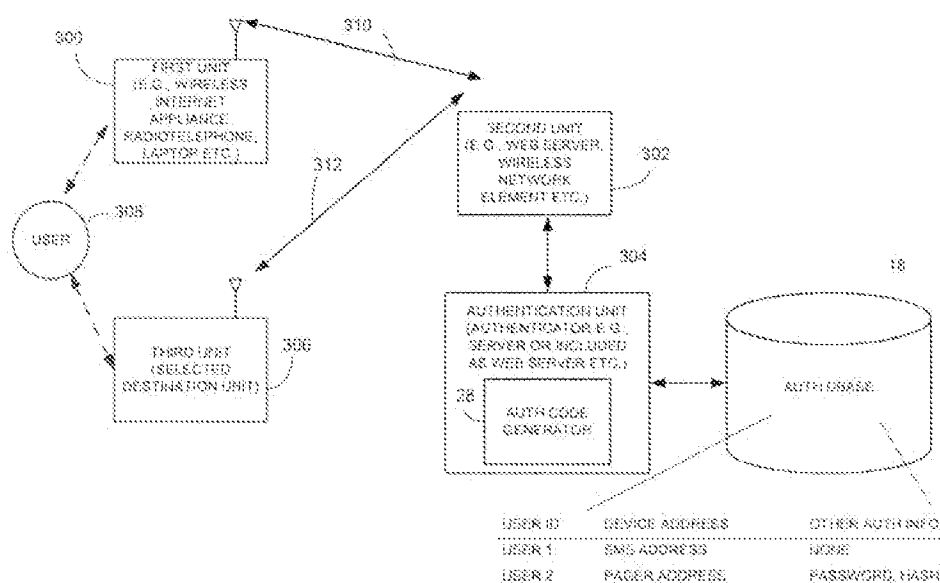 300
FIRST UNIT
(E.G., WIRELESS
INTERNET
APPLIANCE,
RADIOTELEPHONE,
LAPTOP ETC.)
310
SECOND UNIT
(E.G., WEB SERVER,
WIRELESS
NETWORK
ELEMENT ETC.)
302
312
308
USER
304
18
AUTHENTICATION UNIT
(AUTHENTICATOR E.G.,
SERVER OR INCLUDED
AS WEB SERVER ETC.)
THIRD UNIT
(SELECTED
DESTINATION UNIT)
306
28
AUTH CODE
GENERATOR
AUTH DBASE
USER ID DEVICE ADDRESS OTHER AUTH INFO
USER 1 SMS ADDRESS NONE
USER 2 PAGER ADDRESS PASSWORD, HASH